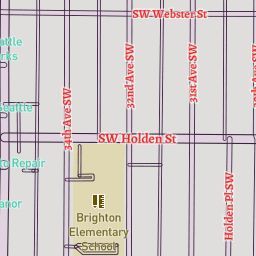 SW Webster St
32nd Ave SW
31st Ave SW
34th Ave SW
SW Holden St
Repair
Brighton
Elementary
School
Holden Pl SW